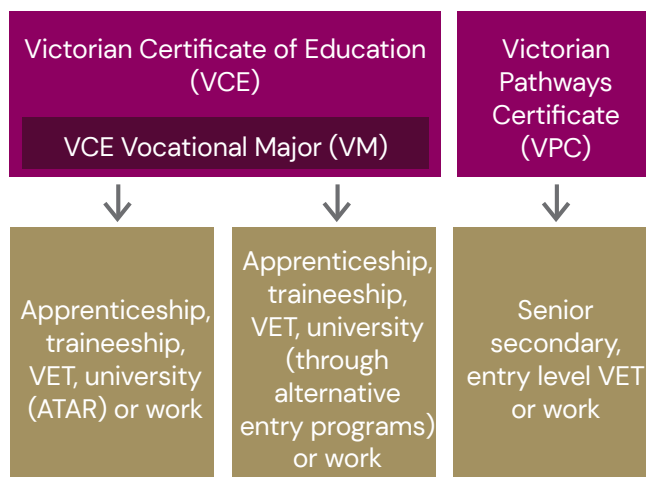 Victorian Certificate of Education
(VCE)
VCE Vocational Major (VM)
Victorian
Pathways
Certificate
(VPC)
Apprenticeship,
traineeship,
VET, university
(ATAR) or work
Apprenticeship,
traineeship,
VET, university
(through
alternative
entry programs)
or work
Senior
secondary,
entry level VET
or work